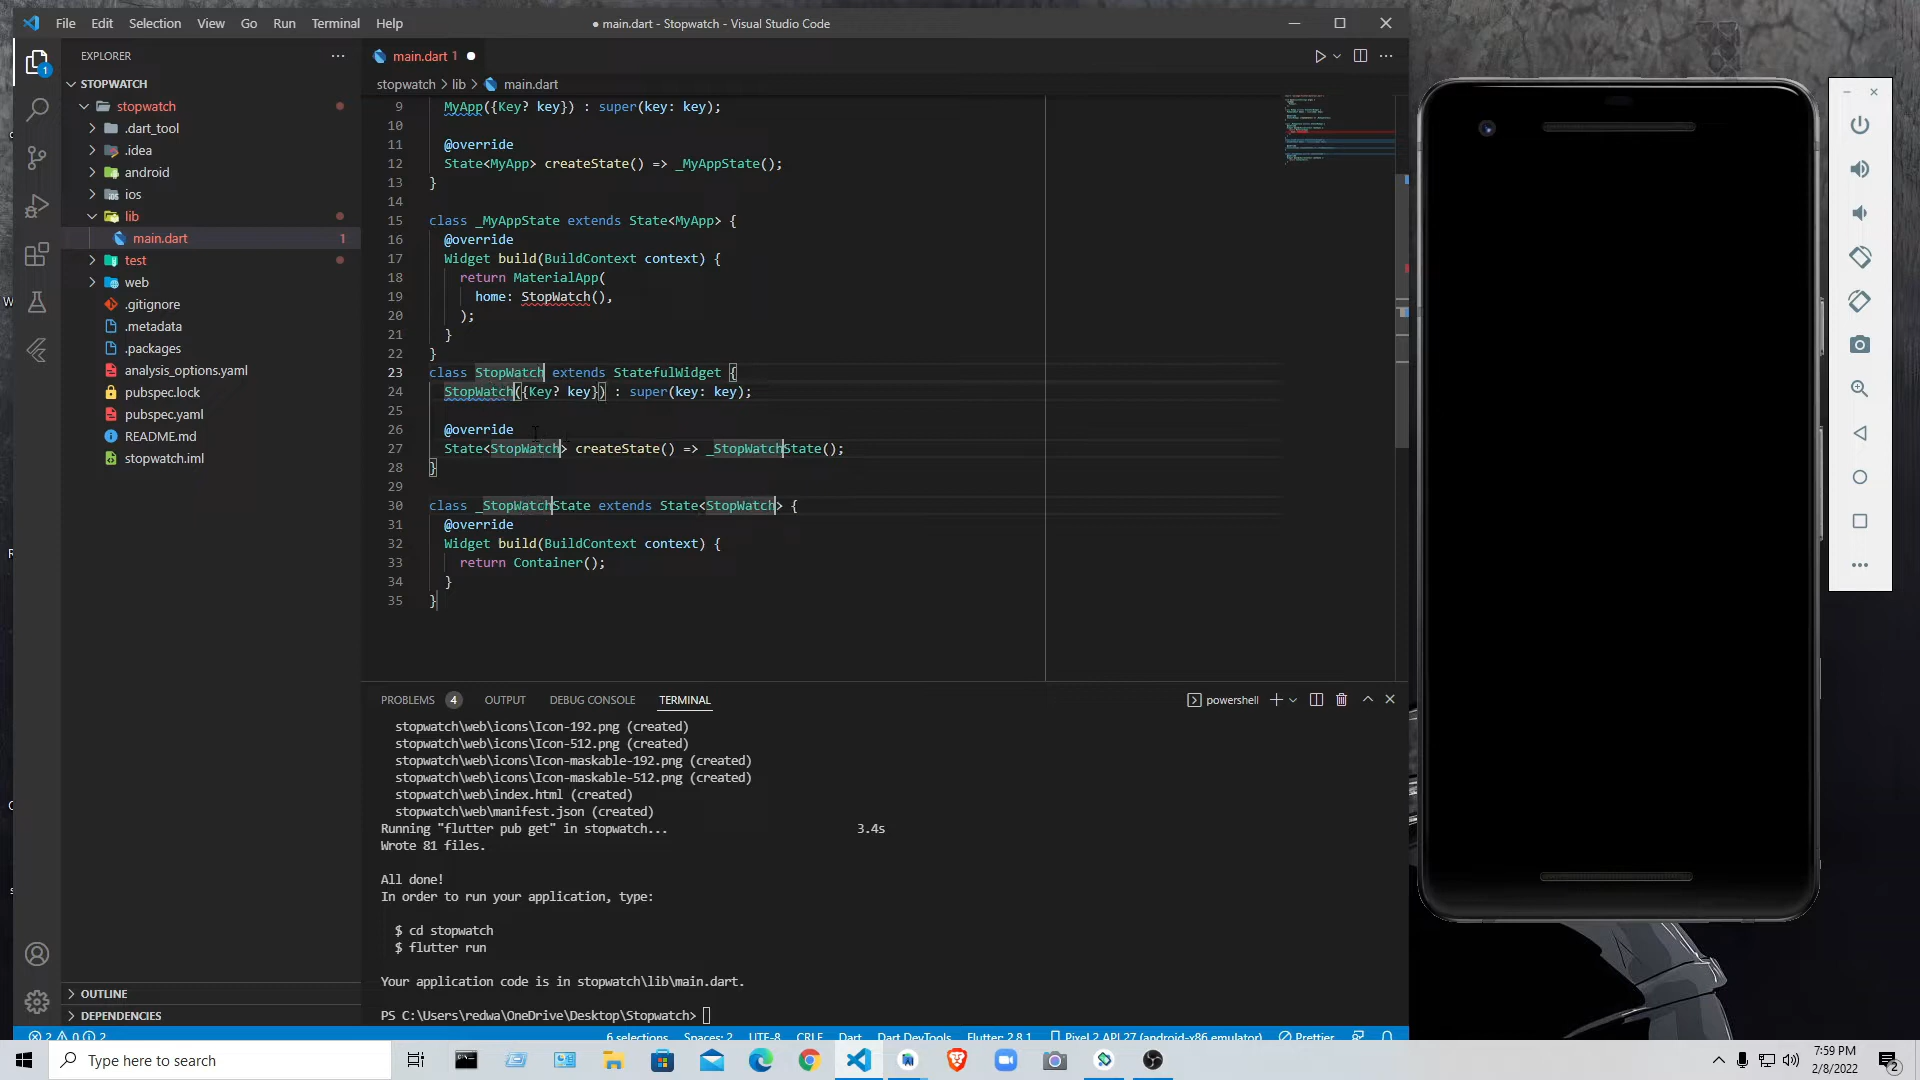 File Edit Selection View Go Run Terminal Help
● main.dart - Stopwatch - Visual Studio Code
EXPLORER
main.dart 1
STOPWATCH
stopwatch > lib > main.dart
stopwatch
.dart_tool
.idea
android
ios
lib
main.dart 1
test
web
.gitignore
.metadata
.packages
analysis_options.yaml
pubspec.lock
pubspec.yaml
README.md
stopwatch.iml
OUTLINE
DEPENDENCIES
9 MyApp({Key? key}) : super(key: key);
10
11 @override
12 State<MyApp> createState() => _MyAppState();
13 }
14
15 class _MyAppState extends State<MyApp> {
16 @override
17 Widget build(BuildContext context) {
18 return MaterialApp(
19 home: StopWatch(),
20 );
21 }
22 }
23 class StopWatch extends StatefulWidget {
24 StopWatch({Key? key}) : super(key: key);
25
26 @override
27 State<StopWatch> createState() => _StopWatchState();
28 }
29
30 class _StopWatchState extends State<StopWatch> {
31 @override
32 Widget build(BuildContext context) {
33 return Container();
34 }
35 }
PROBLEMS 4 OUTPUT DEBUG CONSOLE TERMINAL
powershell
stopwatch\web\icons\Icon-192.png (created)
stopwatch\web\icons\Icon-512.png (created)
stopwatch\web\icons\Icon-maskable-192.png (created)
stopwatch\web\icons\Icon-maskable-512.png (created)
stopwatch\web\index.html (created)
stopwatch\web\manifest.json (created)
Running "flutter pub get" in stopwatch... 3.4s
Wrote 81 files.
All done!
In order to run your application, type:
$ cd stopwatch
$ flutter run
Your application code is in stopwatch\lib\main.dart.
PS C:\Users\redwa\OneDrive\Desktop\Stopwatch>
2 0 2 6 selections Spaces: 2 UTF-8 CRLF Dart Dart DevTools Flutter: 2.8.1 Pixel 2 API 27 (android-x86 emulator) Prettier
Type here to search
7:59 PM
2/8/2022
2